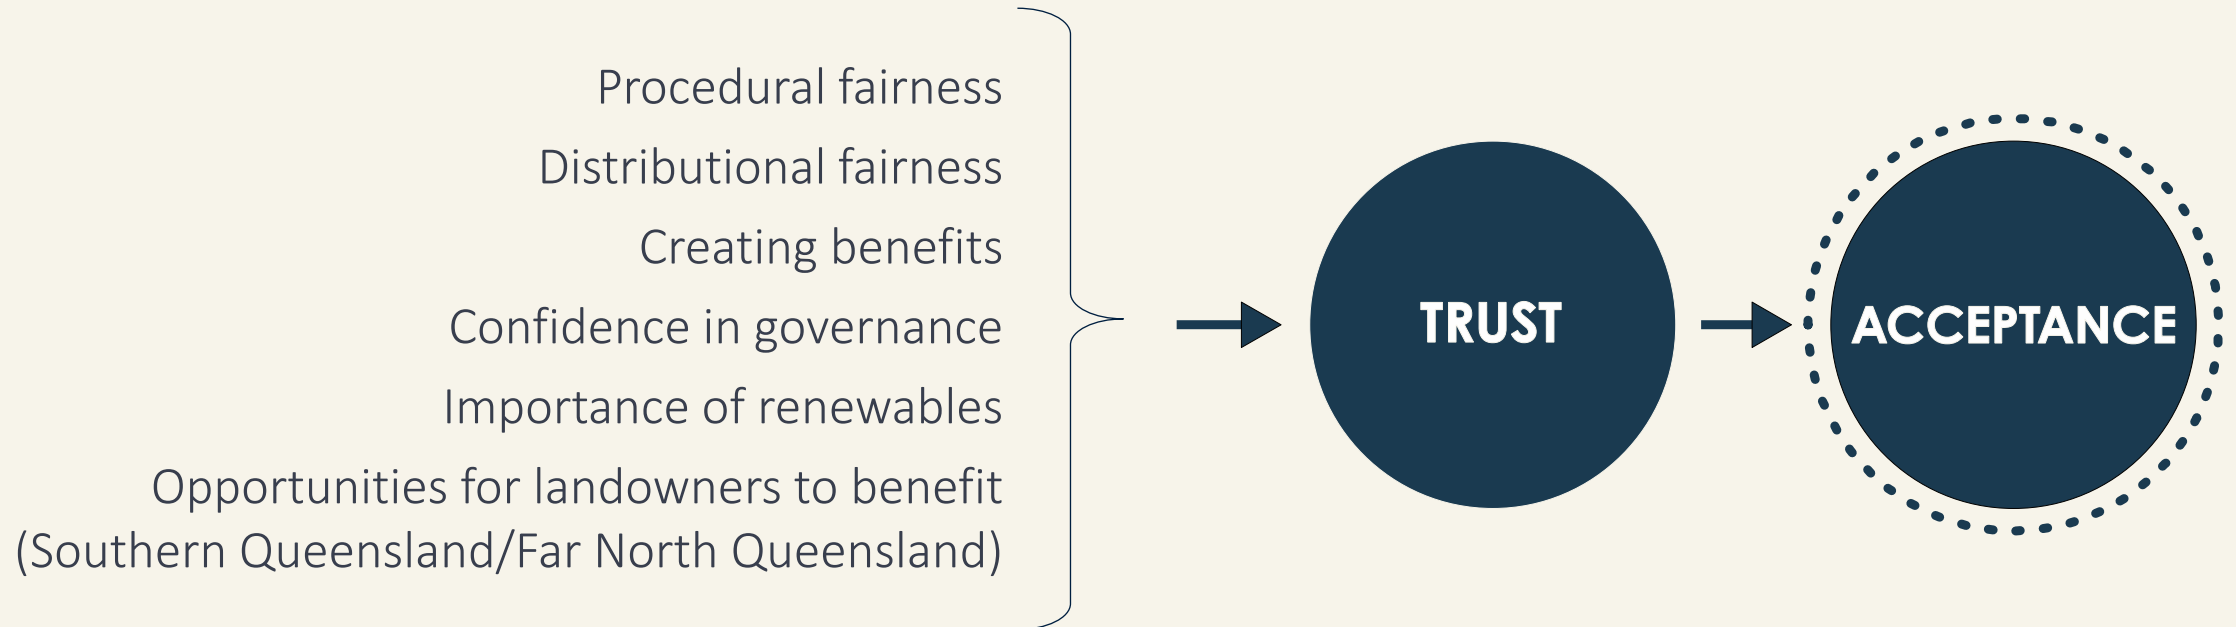 Procedural fairness
Distributional fairness
Creating benefits
Confidence in governance
Importance of renewables
Opportunities for landowners to benefit
(Southern Queensland/Far North Queensland)
TRUST
ACCEPTANCE